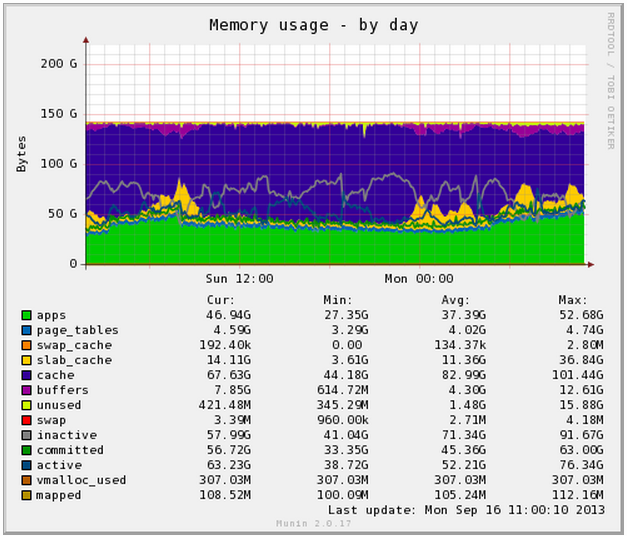 Memory usage - by day
RRDTOOL / TOBI OETIKER
Bytes
200 G
150 G
100 G
50 G
0
Sun 12:00 Mon 00:00
Cur: Min: Avg: Max:
apps 46.94G 27.35G 37.39G 52.68G
page_tables 4.59G 3.29G 4.02G 4.74G
swap_cache 192.40k 0.00 134.37k 2.80M
slab_cache 14.11G 3.61G 11.36G 36.84G
cache 67.63G 44.18G 82.99G 101.44G
buffers 7.85G 614.72M 4.30G 12.61G
unused 421.48M 345.29M 1.48G 15.88G
swap 3.39M 960.00k 2.71M 4.18M
inactive 57.99G 41.04G 71.34G 91.67G
committed 56.72G 33.35G 45.36G 63.00G
active 63.23G 38.72G 52.21G 76.34G
vmalloc_used 307.03M 307.03M 307.03M 307.03M
mapped 108.52M 100.09M 105.24M 112.16M
Last update: Mon Sep 16 11:00:10 2013
Munin 2.0.17